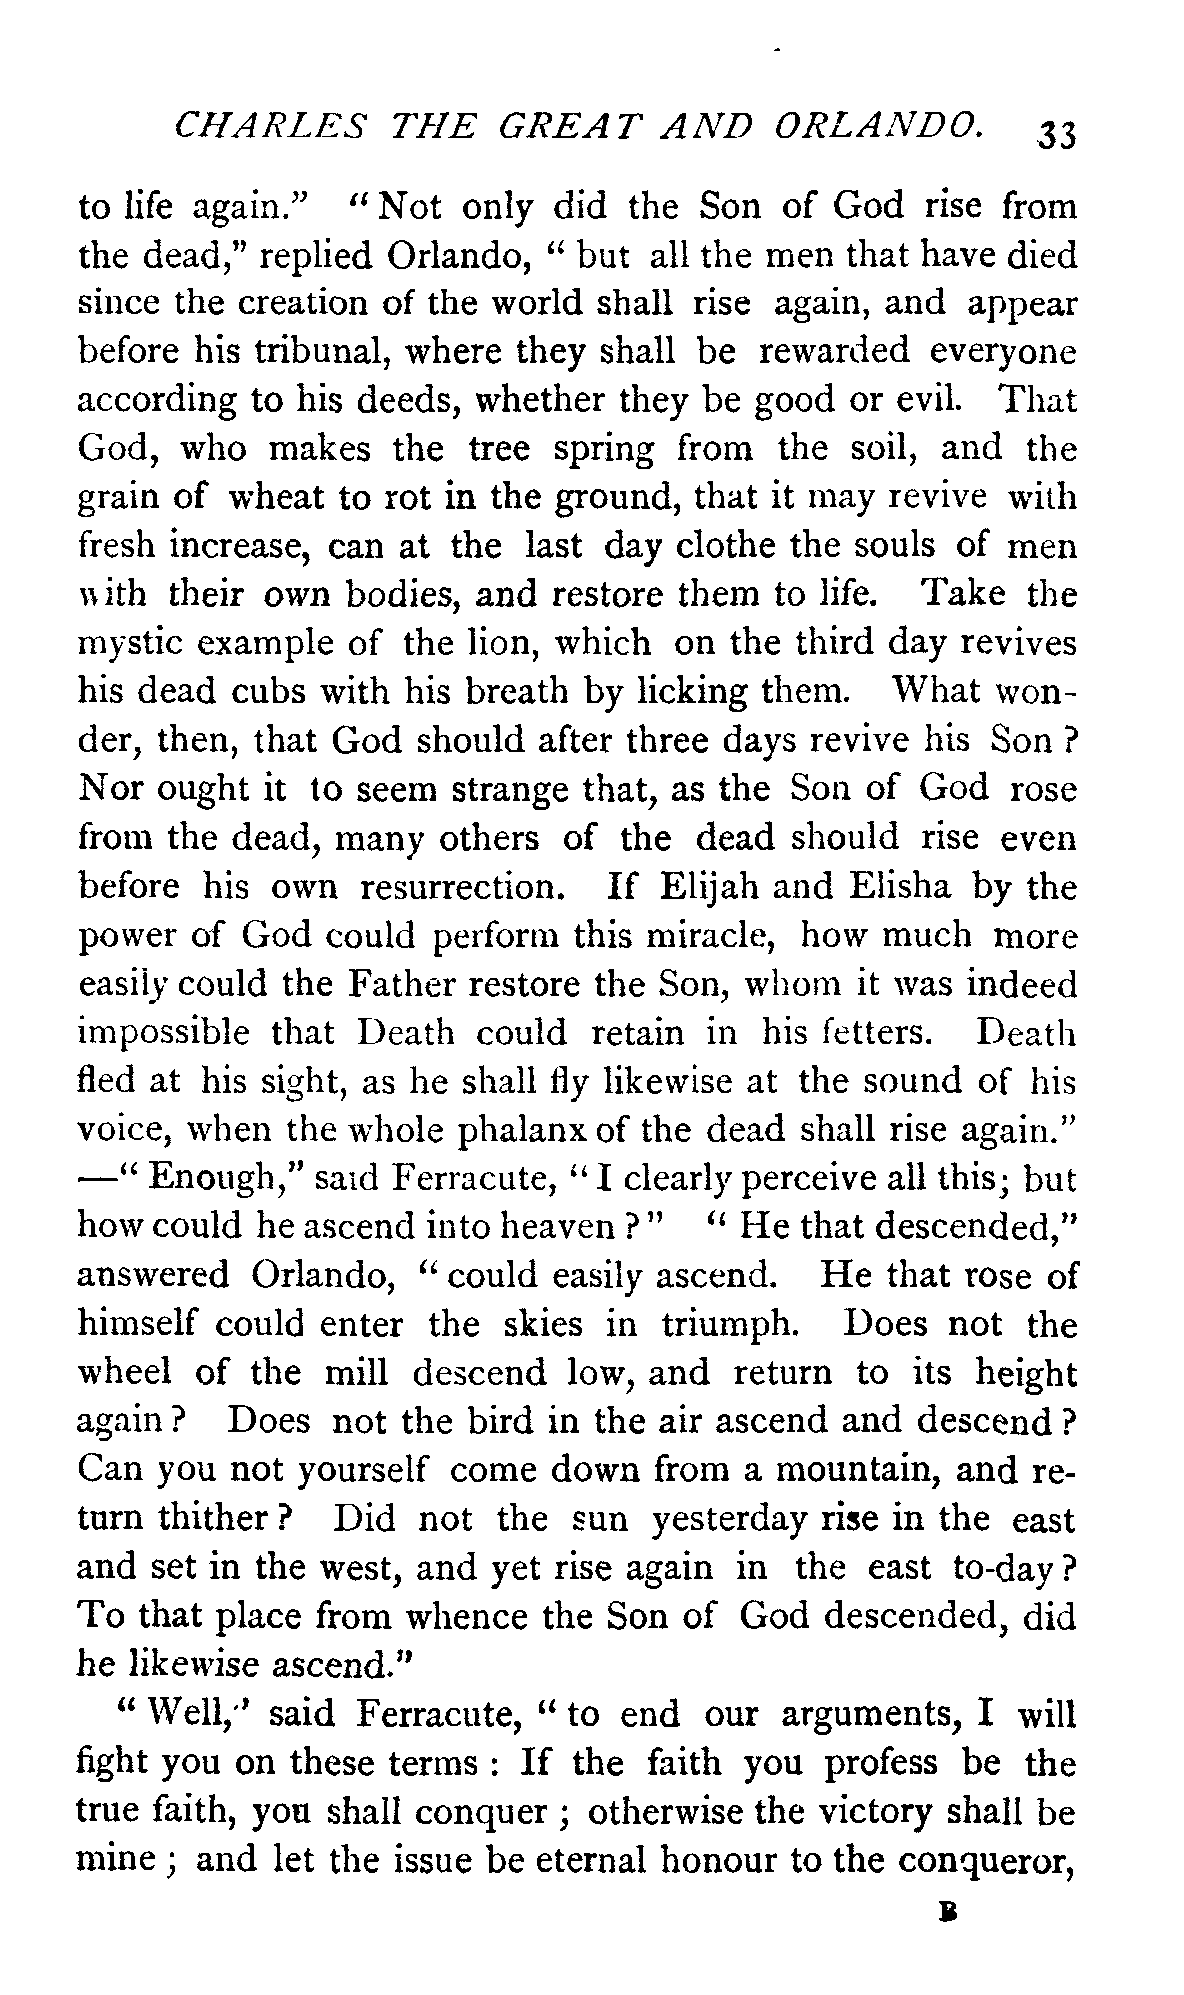 CHARLES THE GREAT AND ORLANDO. 33
to life again." "Not only did the Son of God rise from
the dead," replied Orlando, "but all the men that have died
since the creation of the world shall rise again, and appear
before his tribunal, where they shall be rewarded everyone
according to his deeds, whether they be good or evil. That
God, who makes the tree spring from the soil, and the
grain of wheat to rot in the ground, that it may revive with
fresh increase, can at the last day clothe the souls of men
with their own bodies, and restore them to life. Take the
mystic example of the lion, which on the third day revives
his dead cubs with his breath by licking them. What won-
der, then, that God should after three days revive his Son?
Nor ought it to seem strange that, as the Son of God rose
from the dead, many others of the dead should rise even
before his own resurrection. If Elijah and Elisha by the
power of God could perform this miracle, how much more
easily could the Father restore the Son, whom it was indeed
impossible that Death could retain in his fetters. Death
fled at his sight, as he shall fly likewise at the sound of his
voice, when the whole phalanx of the dead shall rise again."
—"Enough," said Ferracute, "I clearly perceive all this; but
how could he ascend into heaven?" "He that descended,"
answered Orlando, "could easily ascend. He that rose of
himself could enter the skies in triumph. Does not the
wheel of the mill descend low, and return to its height
again? Does not the bird in the air ascend and descend?
Can you not yourself come down from a mountain, and re-
turn thither? Did not the sun yesterday rise in the east
and set in the west, and yet rise again in the east to-day?
To that place from whence the Son of God descended, did
he likewise ascend."
"Well," said Ferracute, "to end our arguments, I will
fight you on these terms: If the faith you profess be the
true faith, you shall conquer; otherwise the victory shall be
mine; and let the issue be eternal honour to the conqueror,
B